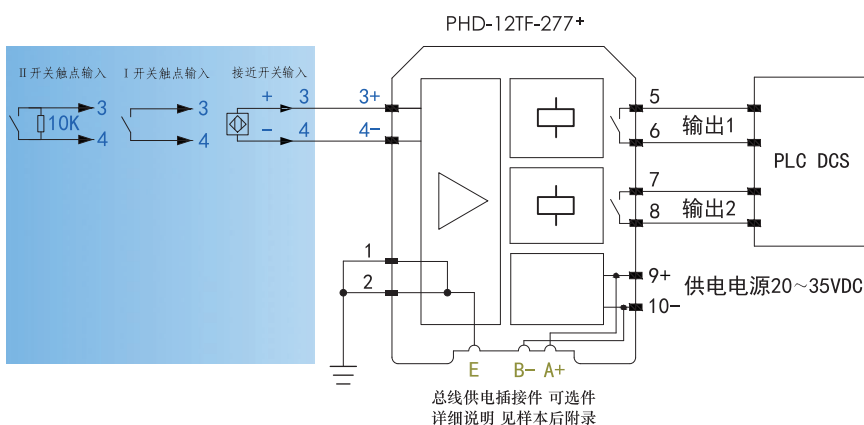 PHD-12TF-277+
II开关触点输入
I开关触点输入
接近开关输入
3
10K
4
3
4
+ 3
- 4
3+
4-
1
2
5
6
输出1
7
8
输出2
PLC DCS
9+
10-
供电电源20~35VDC
E B- A+
总线供电插接件 可选件
详细说明 见样本后附录